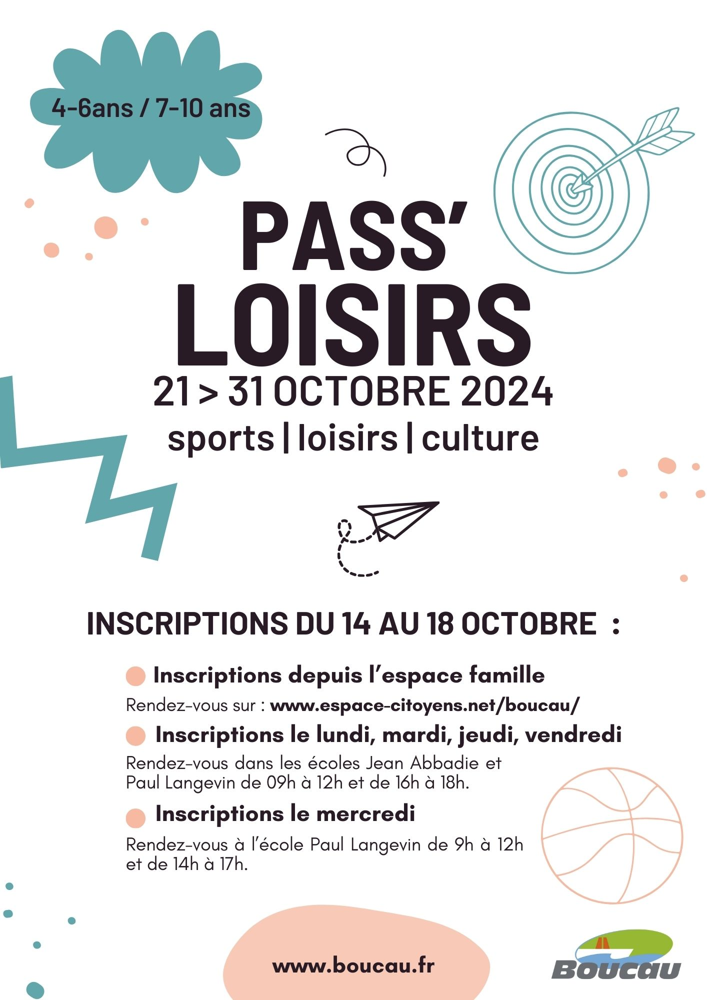 4-6ans / 7-10 ans
PASS'
LOISIRS
21 > 31 OCTOBRE 2024
sports | loisirs | culture
INSCRIPTIONS DU 14 AU 18 OCTOBRE :
Inscriptions depuis l'espace famille
Rendez-vous sur : www.espace-citoyens.net/boucau/
Inscriptions le lundi, mardi, jeudi, vendredi
Rendez-vous dans les écoles Jean Abbadie et
Paul Langevin de 09h à 12h et de 16h à 18h.
Inscriptions le mercredi
Rendez-vous à l'école Paul Langevin de 9h à 12h
et de 14h à 17h.
www.boucau.fr
Boucau